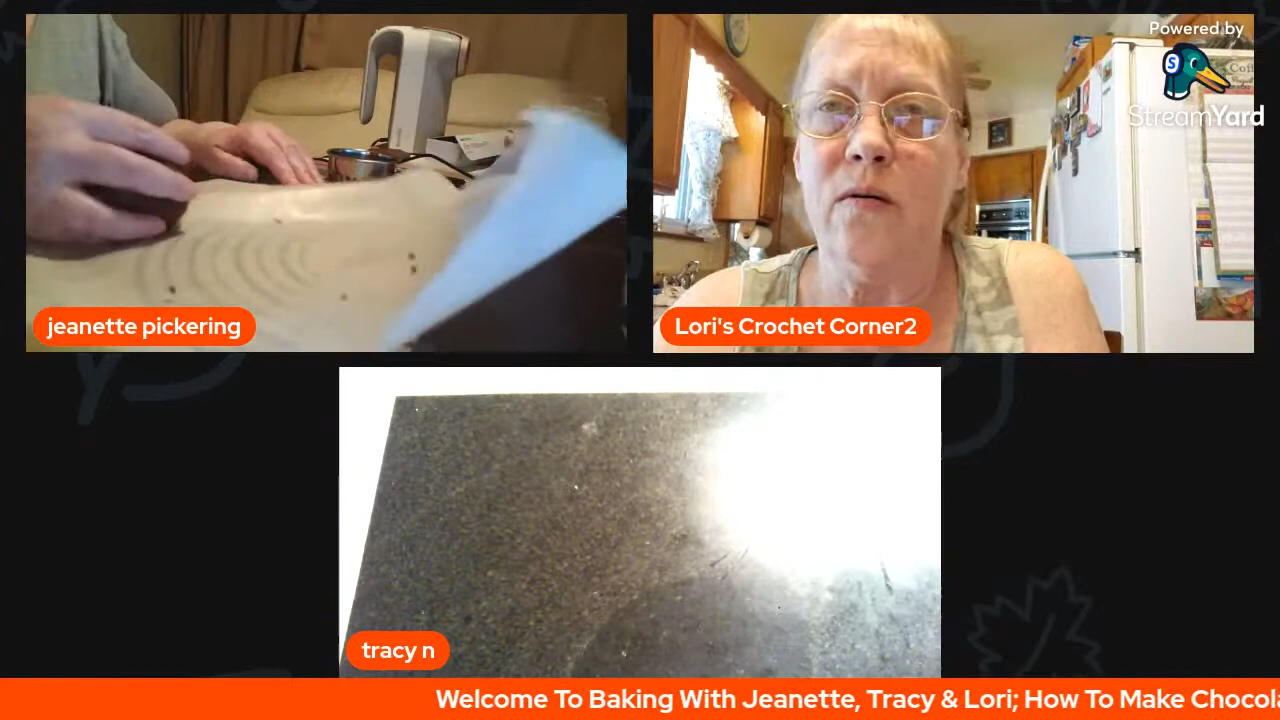 Powered by
StreamYard
jeanette pickering
Lori's Crochet Corner2
tracy n
Welcome To Baking With Jeanette, Tracy & Lori; How To Make Chocol